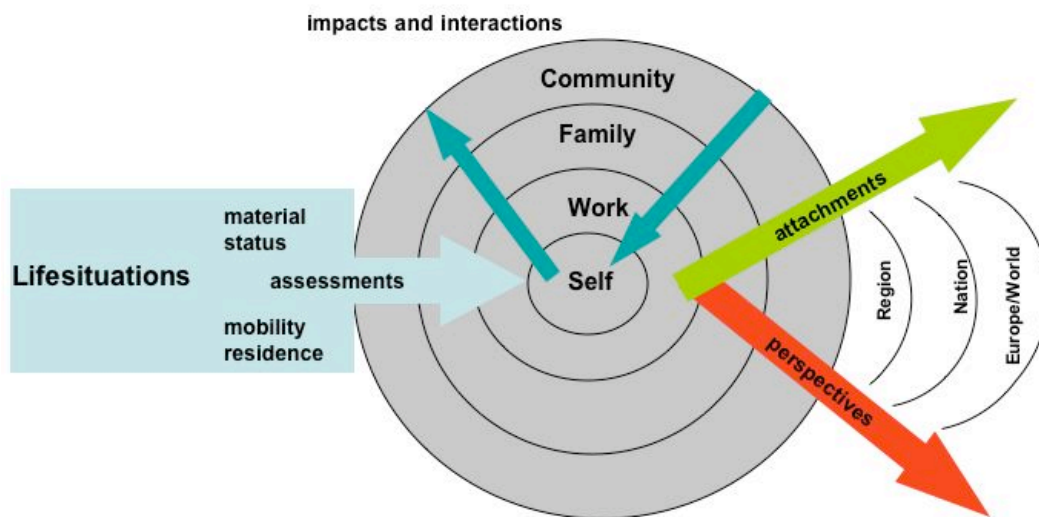 impacts and interactions
Community
Family
Work
Self
Lifesituations
material
status
assessments
mobility
residence
attachments
perspectives
Region
Nation
Europe/World